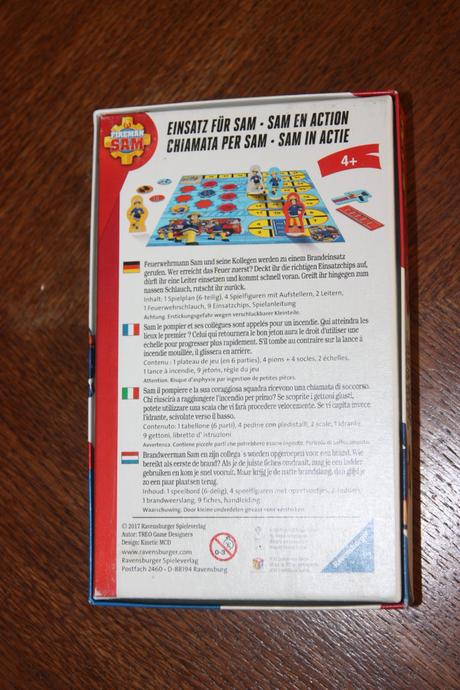 FIREMAN
SAM
EINSATZ FÜR SAM · SAM EN ACTION
CHIAMATA PER SAM · SAM IN ACTIE
4+
Feuerwehrmann Sam und seine Kollegen werden zu einem Brandeinsatz
gerufen. Wer erreicht das Feuer zuerst? Deckt ihr die richtigen Einsatzchips auf,
dürft ihr eine Leiter einsetzen und kommt schnell voran. Greift ihr hingegen zum
nassen Schlauch, rutscht ihr zurück.
Inhalt: 1 Spielplan (6-teilig), 4 Spielfiguren mit Aufstellern, 2 Leitern,
1 Feuerwehrschlauch, 9 Einsatzchips, Spielanleitung
Achtung. Erstickungsgefahr wegen verschluckbarer Kleinteile.
Sam le pompier et ses collègues sont appelés pour un incendie. Qui atteindra les
lieux le premier ? Celui qui retournera le bon jeton aura le droit d'utiliser une
échelle pour progresser plus rapidement. S'il tombe au contraire sur la lance à
incendie mouillée, il glissera en arrière.
Contenu : 1 plateau de jeu (en 6 parties), 4 pions + 4 socles, 2 échelles,
1 lance à incendie, 9 jetons, règle du jeu
Attention. Risque d'asphyxie par ingestion de petites pièces.
Sam il pompiere e la sua coraggiosa squadra ricevono una chiamata di soccorso.
Chi riuscirà a raggiungere l'incendio per primo? Se scoprite i gettoni giusti,
potete utilizzare una scala che vi farà procedere velocemente. Se vi capita invece
l'idrante, scivolate verso il basso.
Contenuto: 1 tabellone (6 parti), 4 pedine con piedistalli, 2 scale, 1 idrante,
9 gettoni, libretto d'istruzioni
Avvertenza. Contiene piccole parti che potrebbero essere ingerite. Pericolo di soffocamento.
Brandweerman Sam en zijn collega's worden opgeroepen voor een brand. Wie
bereikt als eerste de brand? Als je de juiste fiches omdraait, mag je een ladder
gebruiken en kom je snel vooruit. Maar krijg je de natte brandslang, dan glijd je
zo een paar plaatsen terug.
Inhoud: 1 speelbord (6-delig), 4 speelfiguren met opzetvoetjes, 2 ladders,
1 brandweerslang, 9 fiches, handleiding
Waarschuwing. Door kleine onderdelen gevaar voor verstikken.
© 2017 Ravensburger Spieleverlag
Autor: TREO Game Designers
Design: Kinetic MCD
www.ravensburger.com
Ravensburger Spieleverlag
Postfach 2460 · D-88194 Ravensburg
0-3
Ravensburger